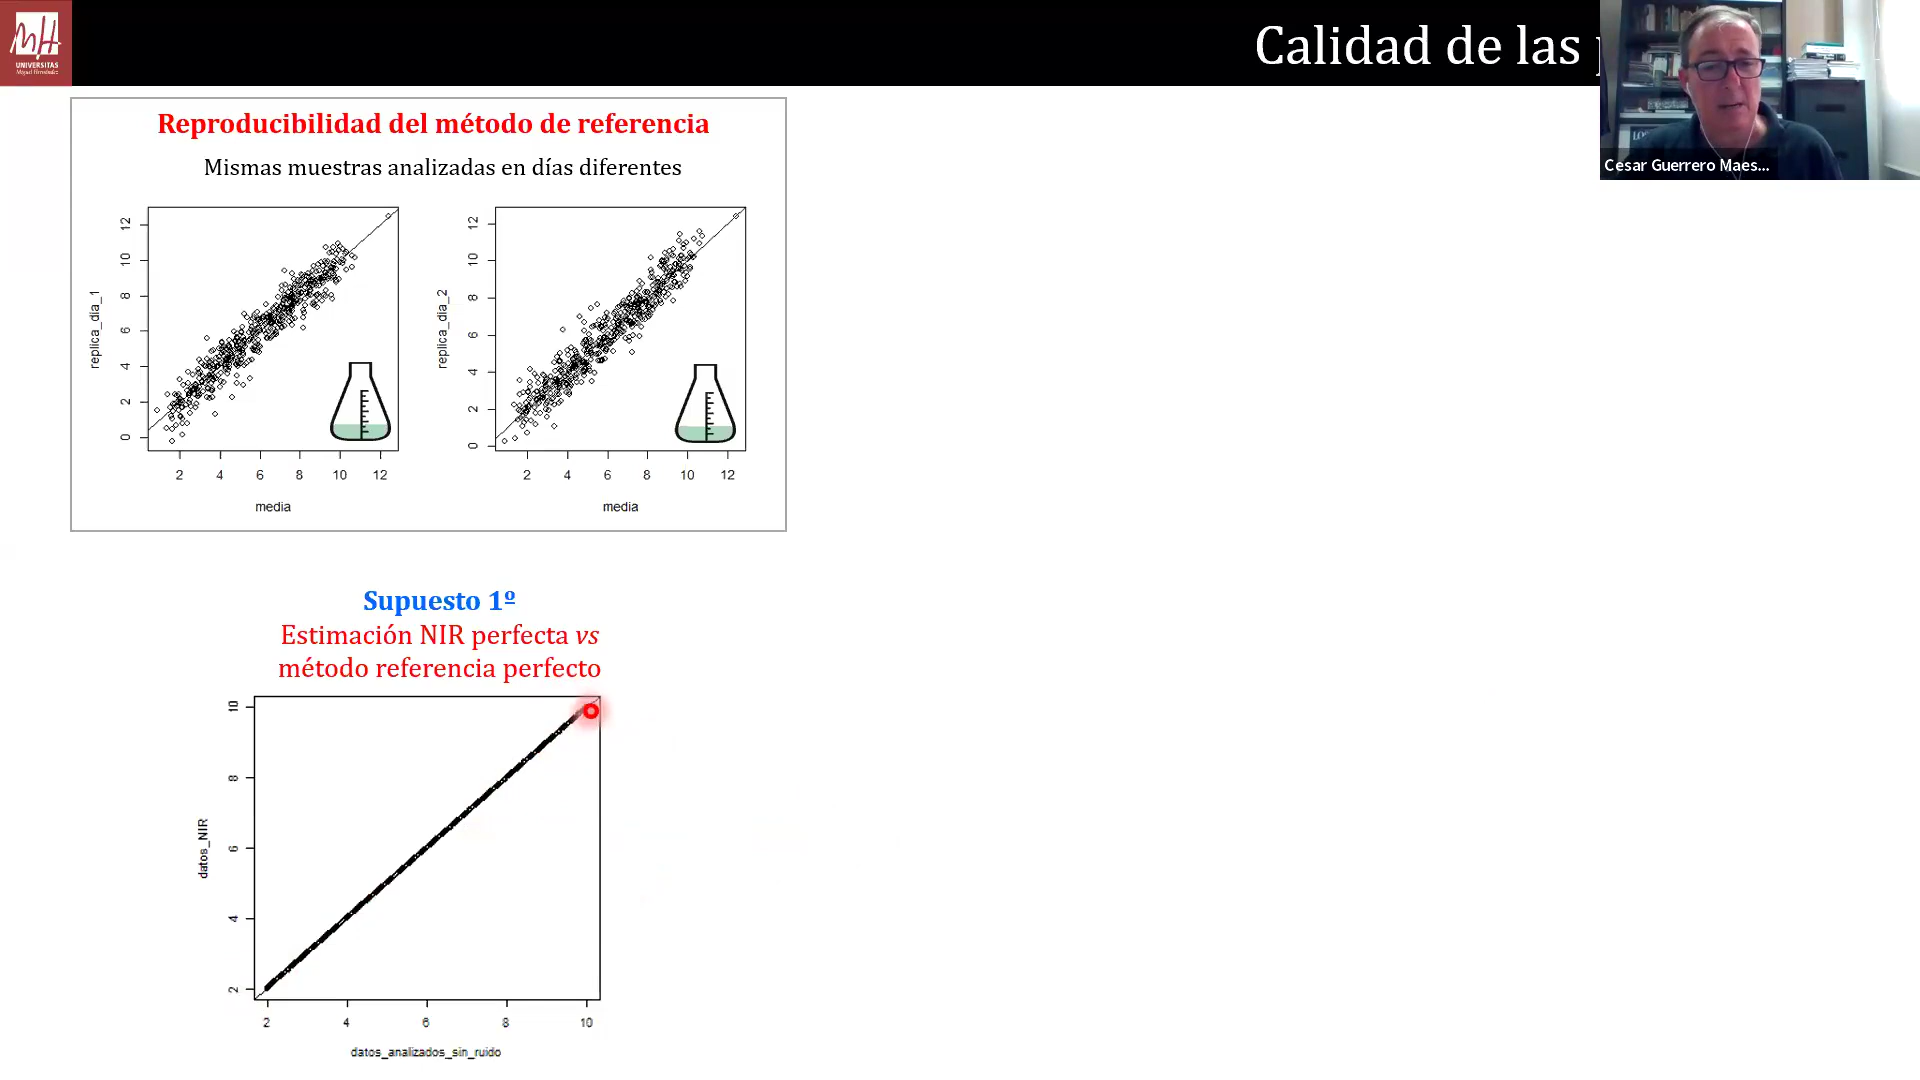 UNIVERSITAS
Miguel Hernández
Calidad de las
Cesar Guerrero Maes...
Reproducibilidad del método de referencia
Mismas muestras analizadas en días diferentes
replica_dia_1
0 2 4 6 8 10 12
2 4 6 8 10 12
media
replica_dia_2
0 2 4 6 8 10 12
2 4 6 8 10 12
media
Supuesto 1º
Estimación NIR perfecta vs
método referencia perfecto
datos_NIR
2 4 6 8 10
2 4 6 8 10
datos_analizados_sin_ruido